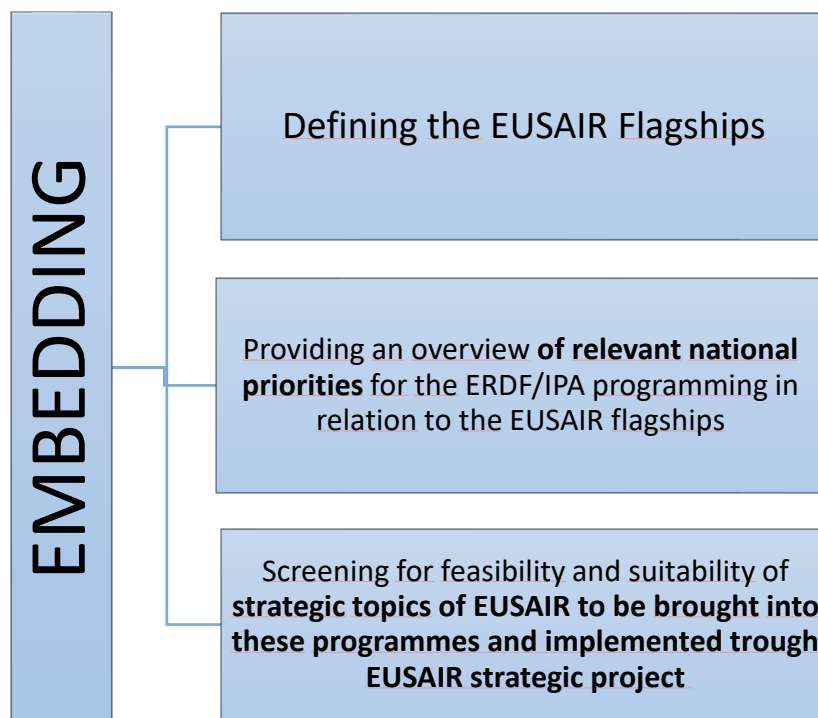 EMBEDDING
Defining the EUSAIR Flagships
Providing an overview of relevant national
priorities for the ERDF/IPA programming in
relation to the EUSAIR flagships
Screening for feasibility and suitability of
strategic topics of EUSAIR to be brought into
these programmes and implemented trough
EUSAIR strategic project